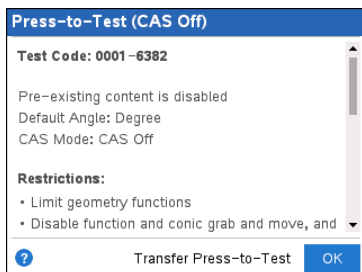 Press-to-Test (CAS Off)
Test Code: 0001-6382
Pre-existing content is disabled
Default Angle: Degree
CAS Mode: CAS Off
Restrictions:
• Limit geometry functions
• Disable function and conic grab and move, and
? Transfer Press-to-Test OK